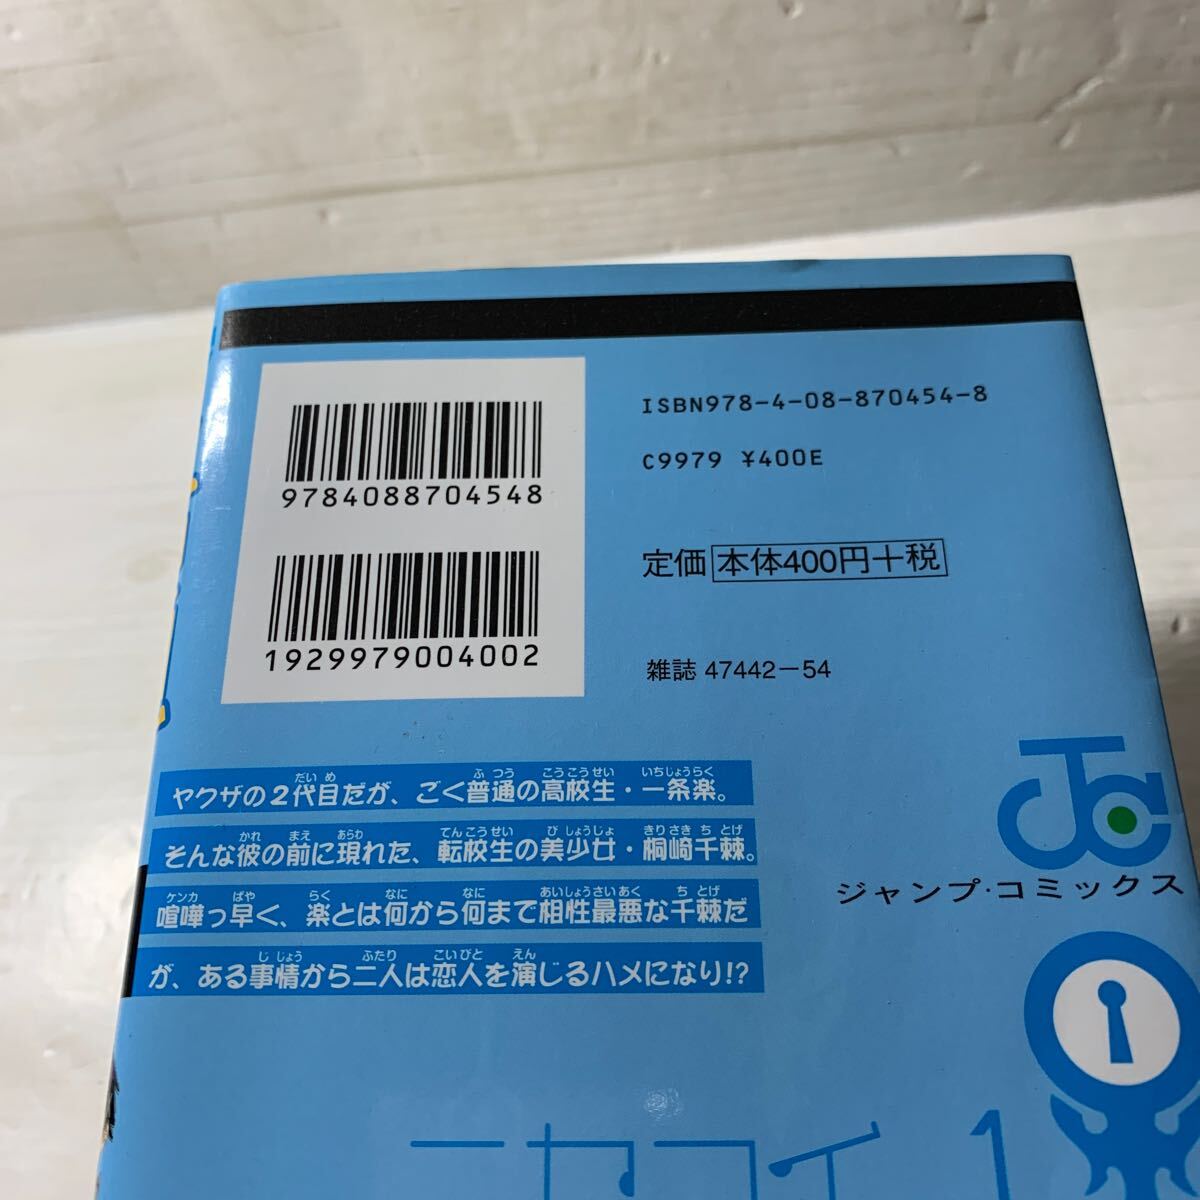 9784088704548
1929979004002
ISBN978-4-08-870454-8
C9979 ¥400E
定価 本体400円+税
雑誌 47442-54
ヤクザの2代目だが、ごく普通の高校生・一条楽。
そんな彼の前に現れた、転校生の美少女・桐崎千棘。
喧嘩っ早く、楽とは何から何まで相性最悪な千棘だ
が、ある事情から二人は恋人を演じるハメになり!?
JC
ジャンプ・コミックス
ニセコイ 1